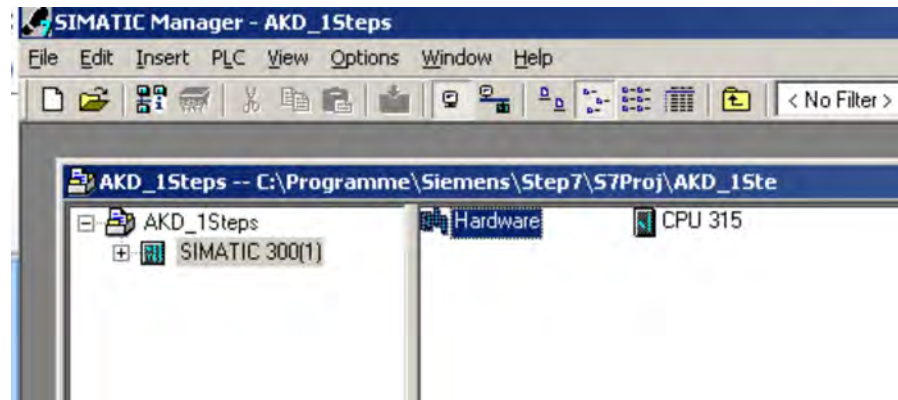 SIMATIC Manager - AKD_1Steps
File Edit Insert PLC View Options Window Help
< No Filter >
AKD_1Steps -- C:\Programme\Siemens\Step7\S7Proj\AKD_1Ste
AKD_1Steps
Hardware
CPU 315
SIMATIC 300(1)